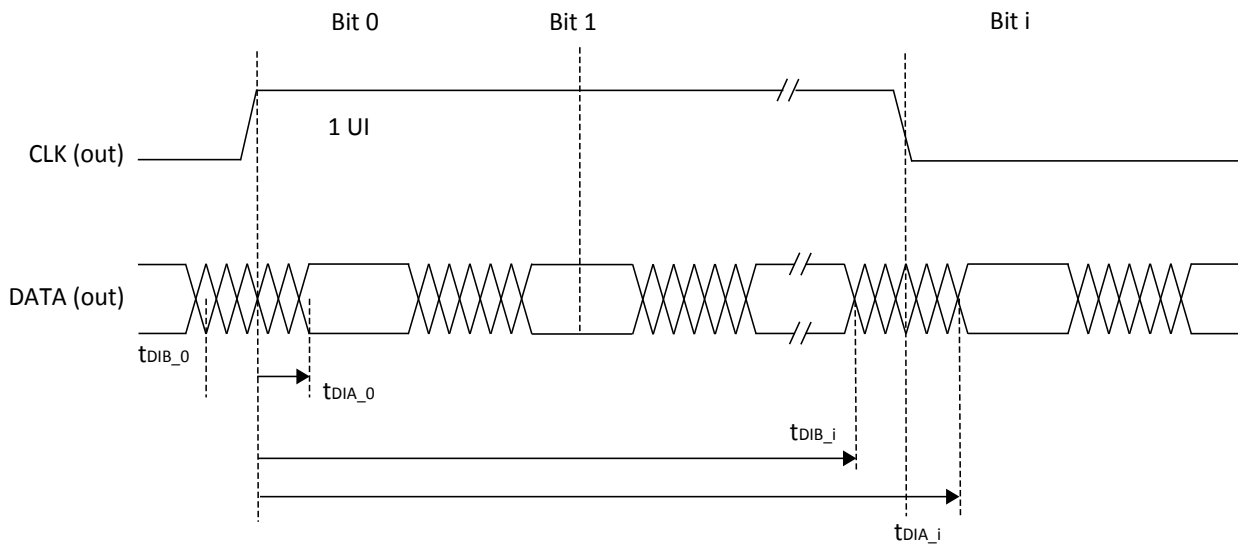 Bit 0 Bit 1 Bit i
1 UI
CLK (out)
DATA (out)
tDIB_0
tDIA_0
tDIB_i
tDIA_i